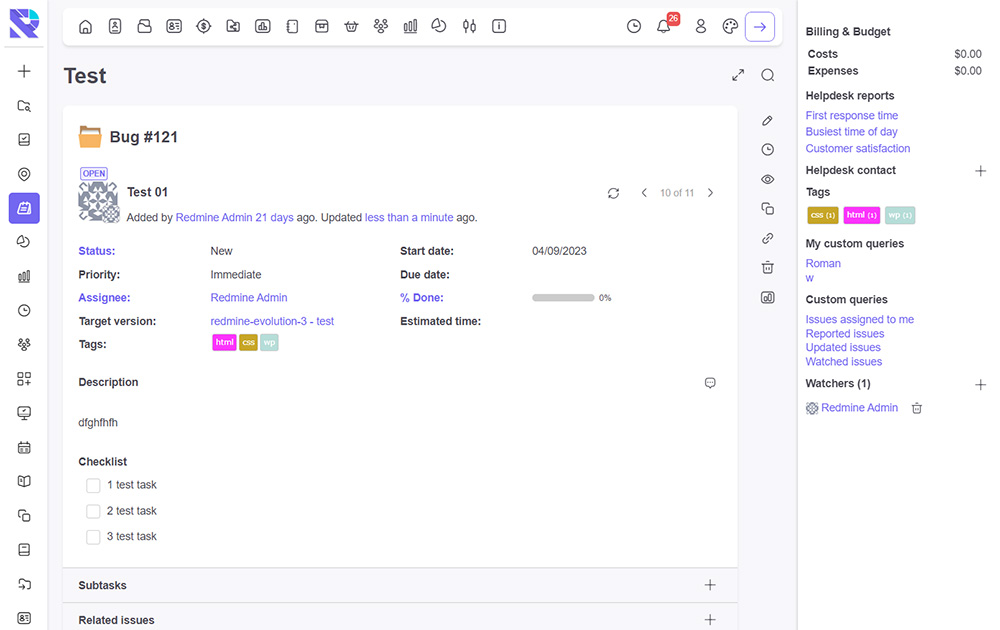 26
Test
Bug #121
OPEN
Test 01
10 of 11
Added by Redmine Admin 21 days ago. Updated less than a minute ago.
Status: New Start date: 04/09/2023
Priority: Immediate Due date:
Assignee: Redmine Admin % Done: 0%
Target version: redmine-evolution-3 - test Estimated time:
Tags: html css wp
Description
dfghfhfh
Checklist
1 test task
2 test task
3 test task
Subtasks
Related issues
Billing & Budget
Costs $0.00
Expenses $0.00
Helpdesk reports
First response time
Busiest time of day
Customer satisfaction
Helpdesk contact
Tags
css (1) html (1) wp (1)
My custom queries
Roman
w
Custom queries
Issues assigned to me
Reported issues
Updated issues
Watched issues
Watchers (1)
Redmine Admin